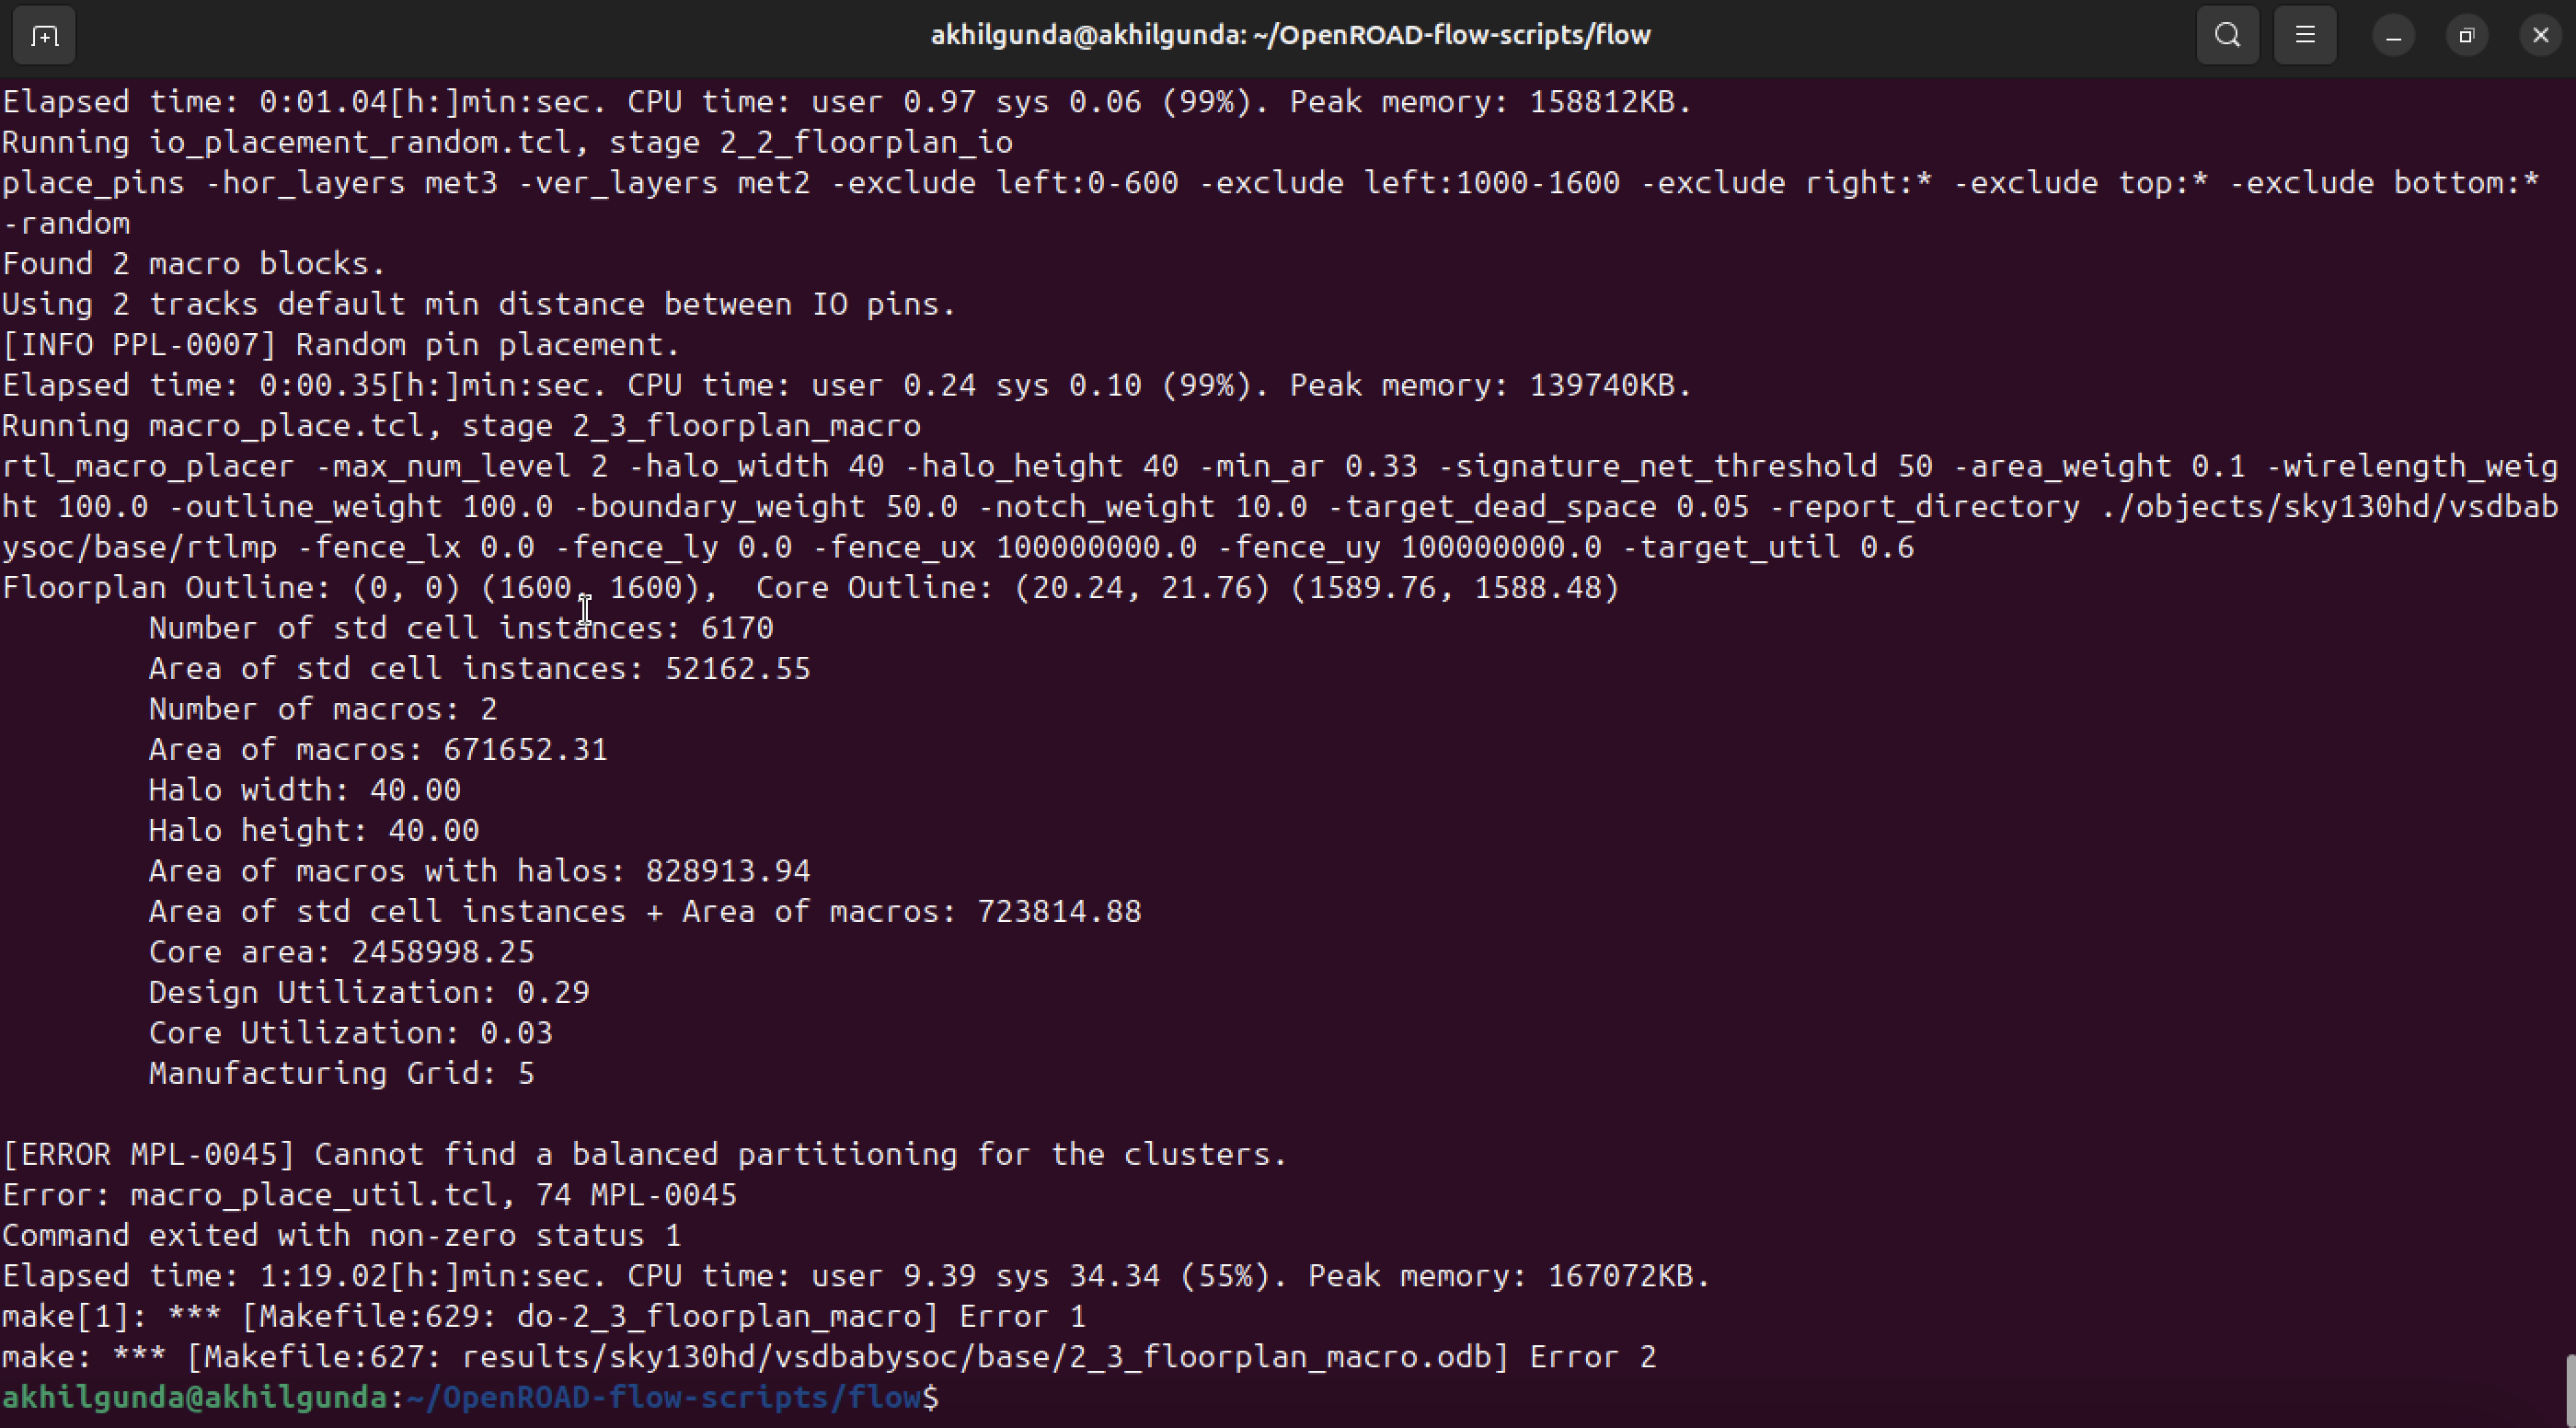 akhilgunda@akhilgunda: ~/OpenROAD-flow-scripts/flow
Elapsed time: 0:01.04[h:]min:sec. CPU time: user 0.97 sys 0.06 (99%). Peak memory: 158812KB.
Running io_placement_random.tcl, stage 2_2_floorplan_io
place_pins -hor_layers met3 -ver_layers met2 -exclude left:0-600 -exclude left:1000-1600 -exclude right:* -exclude top:* -exclude bottom:*
-random
Found 2 macro blocks.
Using 2 tracks default min distance between IO pins.
[INFO PPL-0007] Random pin placement.
Elapsed time: 0:00.35[h:]min:sec. CPU time: user 0.24 sys 0.10 (99%). Peak memory: 139740KB.
Running macro_place.tcl, stage 2_3_floorplan_macro
rtl_macro_placer -max_num_level 2 -halo_width 40 -halo_height 40 -min_ar 0.33 -signature_net_threshold 50 -area_weight 0.1 -wirelength_weig
ht 100.0 -outline_weight 100.0 -boundary_weight 50.0 -notch_weight 10.0 -target_dead_space 0.05 -report_directory ./objects/sky130hd/vsdbab
ysoc/base/rtlmp -fence_lx 0.0 -fence_ly 0.0 -fence_ux 100000000.0 -fence_uy 100000000.0 -target_util 0.6
Floorplan Outline: (0, 0) (1600, 1600),  Core Outline: (20.24, 21.76) (1589.76, 1588.48)
Number of std cell instances: 6170
Area of std cell instances: 52162.55
Number of macros: 2
Area of macros: 671652.31
Halo width: 40.00
Halo height: 40.00
Area of macros with halos: 828913.94
Area of std cell instances + Area of macros: 723814.88
Core area: 2458998.25
Design Utilization: 0.29
Core Utilization: 0.03
Manufacturing Grid: 5
[ERROR MPL-0045] Cannot find a balanced partitioning for the clusters.
Error: macro_place_util.tcl, 74 MPL-0045
Command exited with non-zero status 1
Elapsed time: 1:19.02[h:]min:sec. CPU time: user 9.39 sys 34.34 (55%). Peak memory: 167072KB.
make[1]: *** [Makefile:629: do-2_3_floorplan_macro] Error 1
make: *** [Makefile:627: results/sky130hd/vsdbabysoc/base/2_3_floorplan_macro.odb] Error 2
akhilgunda@akhilgunda:~/OpenROAD-flow-scripts/flow$